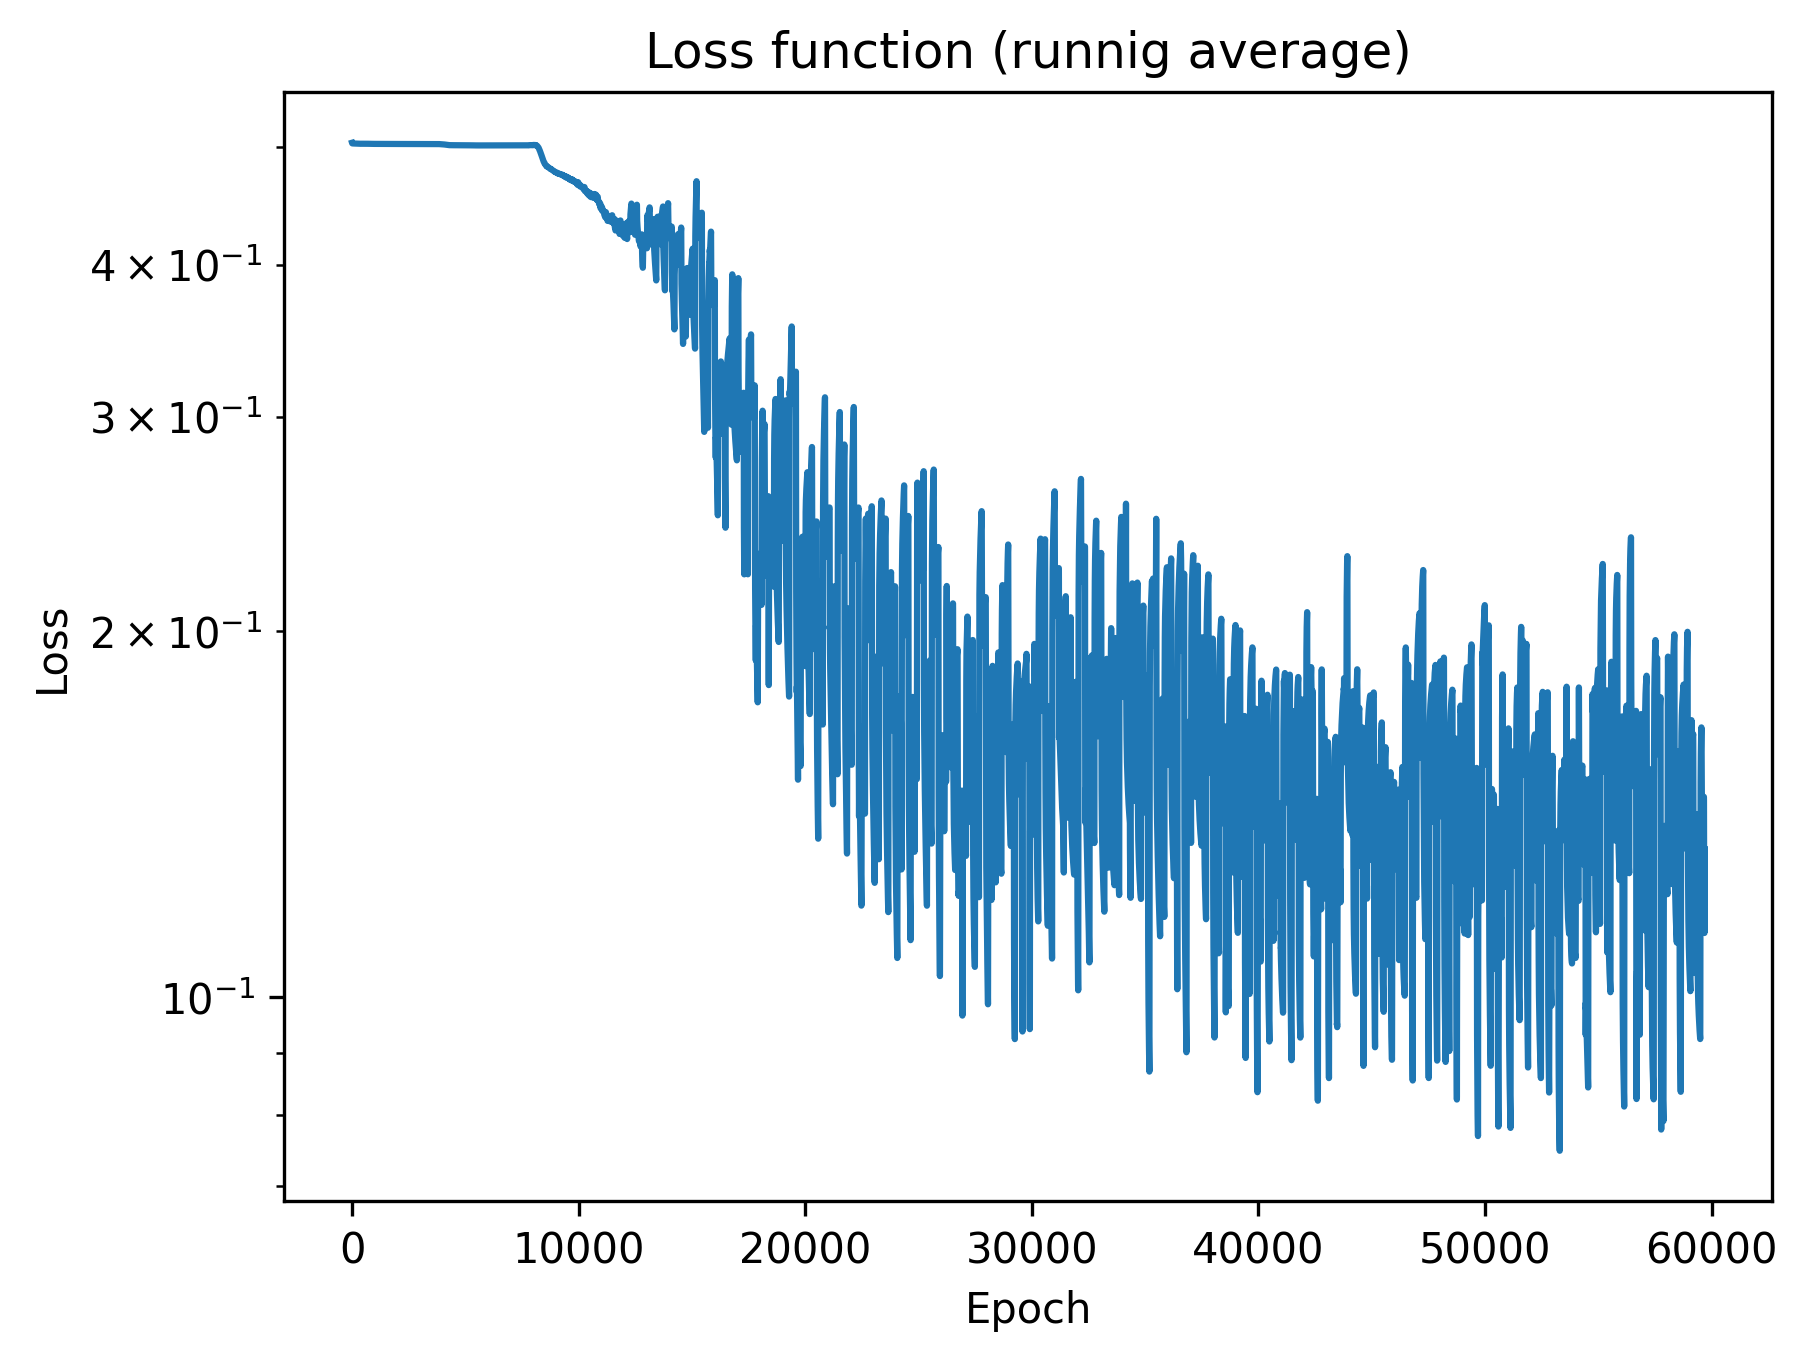 Loss function (runnig average)
4 × 10⁻¹
3 × 10⁻¹
2 × 10⁻¹
10⁻¹
Loss
0 10000 20000 30000 40000 50000 60000
Epoch